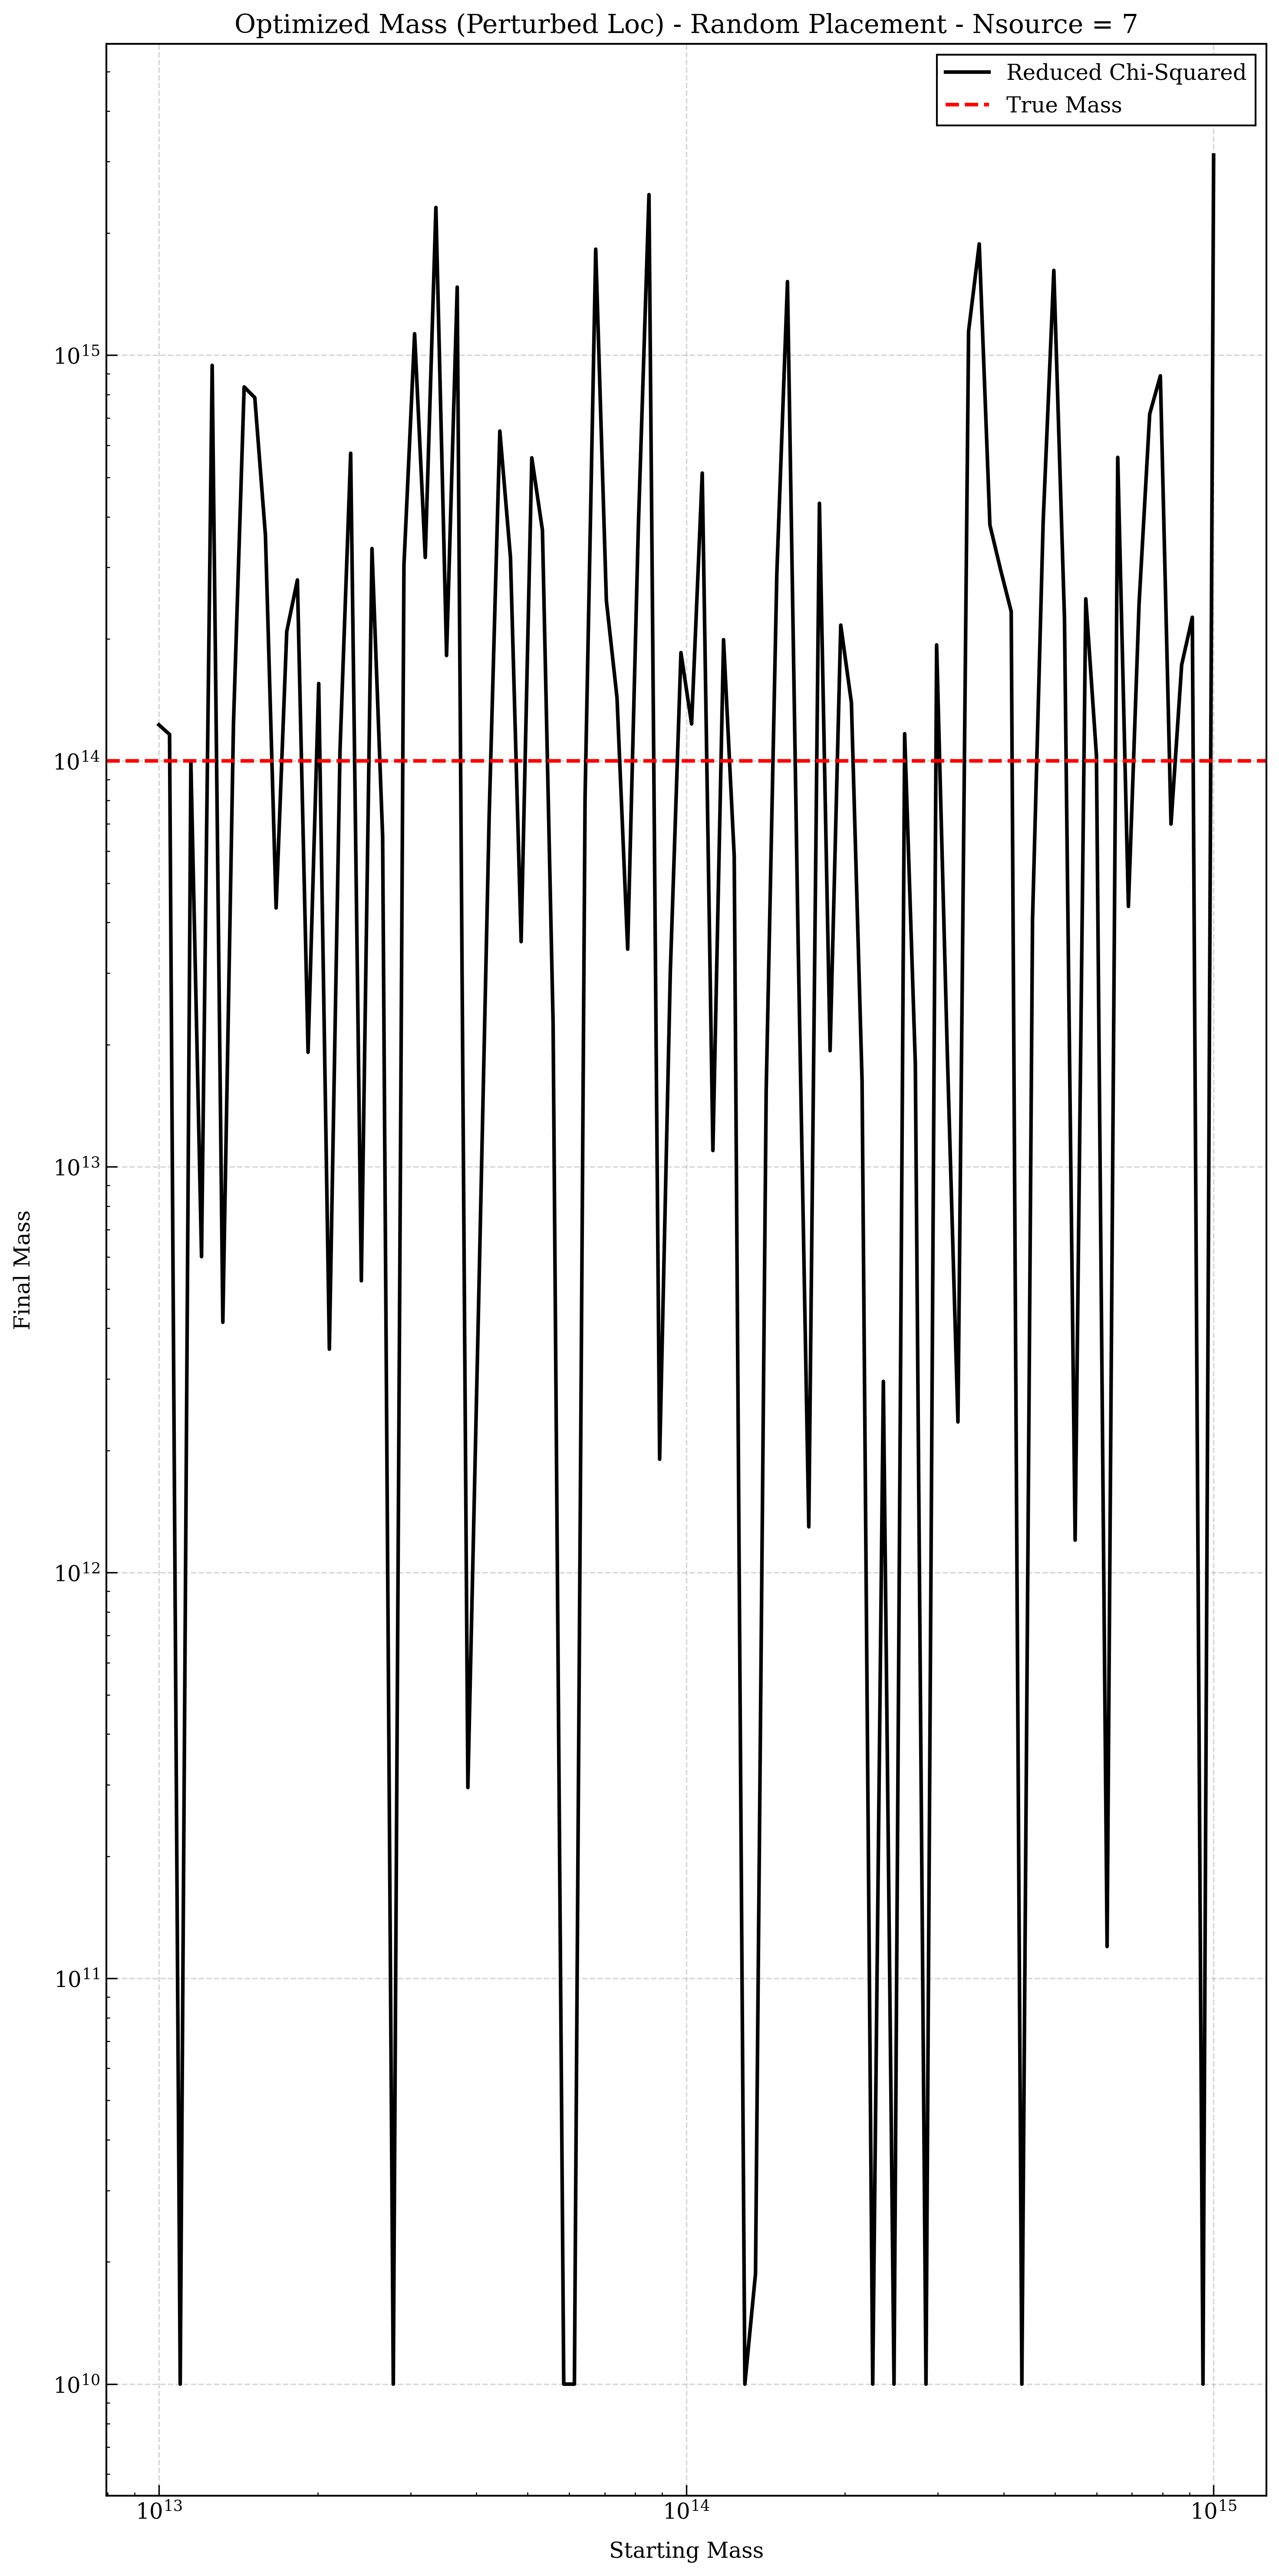 Optimized Mass (Perturbed Loc) - Random Placement - Nsource = 7
Reduced Chi-Squared
True Mass
10^15
10^14
10^13
10^12
10^11
10^10
Final Mass
10^13 10^14 10^15
Starting Mass